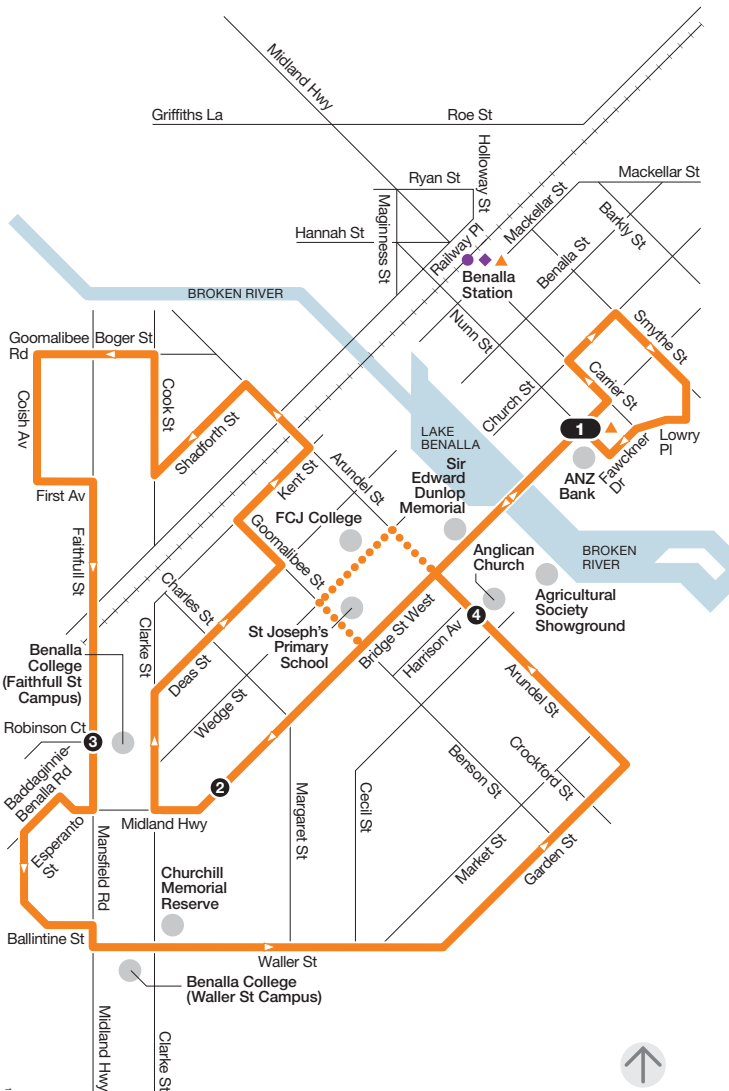 Midland Hwy
Griffiths La
Roe St
Holloway St
Ryan St
Mackellar St
Maginness St
Mackellar St
Barkly St
Hannah St
Railway Pl
Benalla St
Benalla
Station
BROKEN RIVER
Nunn St
Smythe St
Goomalibee
Rd
Boger St
Carrier St
Church St
Cook St
Coish Av
Shadforth St
LAKE
BENALLA
1
Lowry
Pl
Fawckner
Dr
Kent St
Arundel St
Sir
Edward
Dunlop
Memorial
ANZ
Bank
First Av
FCJ College
Goomalibee St
Anglican
Church
BROKEN
RIVER
Faithfull St
Charles St
Agricultural
Society
Showground
St Joseph's
Primary
School
Bridge St West
4
Harrison Av
Clarke St
Deas St
Benalla
College
(Faithfull St
Campus)
Wedge St
Arundel St
Robinson Ct
3
Baddaginnie-
Benalla Rd
Benson St
Crockford St
2
Midland Hwy
Margaret St
Cecil St
Esperanto
St
Mansfield Rd
Market St
Garden St
Churchill
Memorial
Reserve
Ballintine St
Waller St
Benalla College
(Waller St Campus)
Midland Hwy
Clarke St